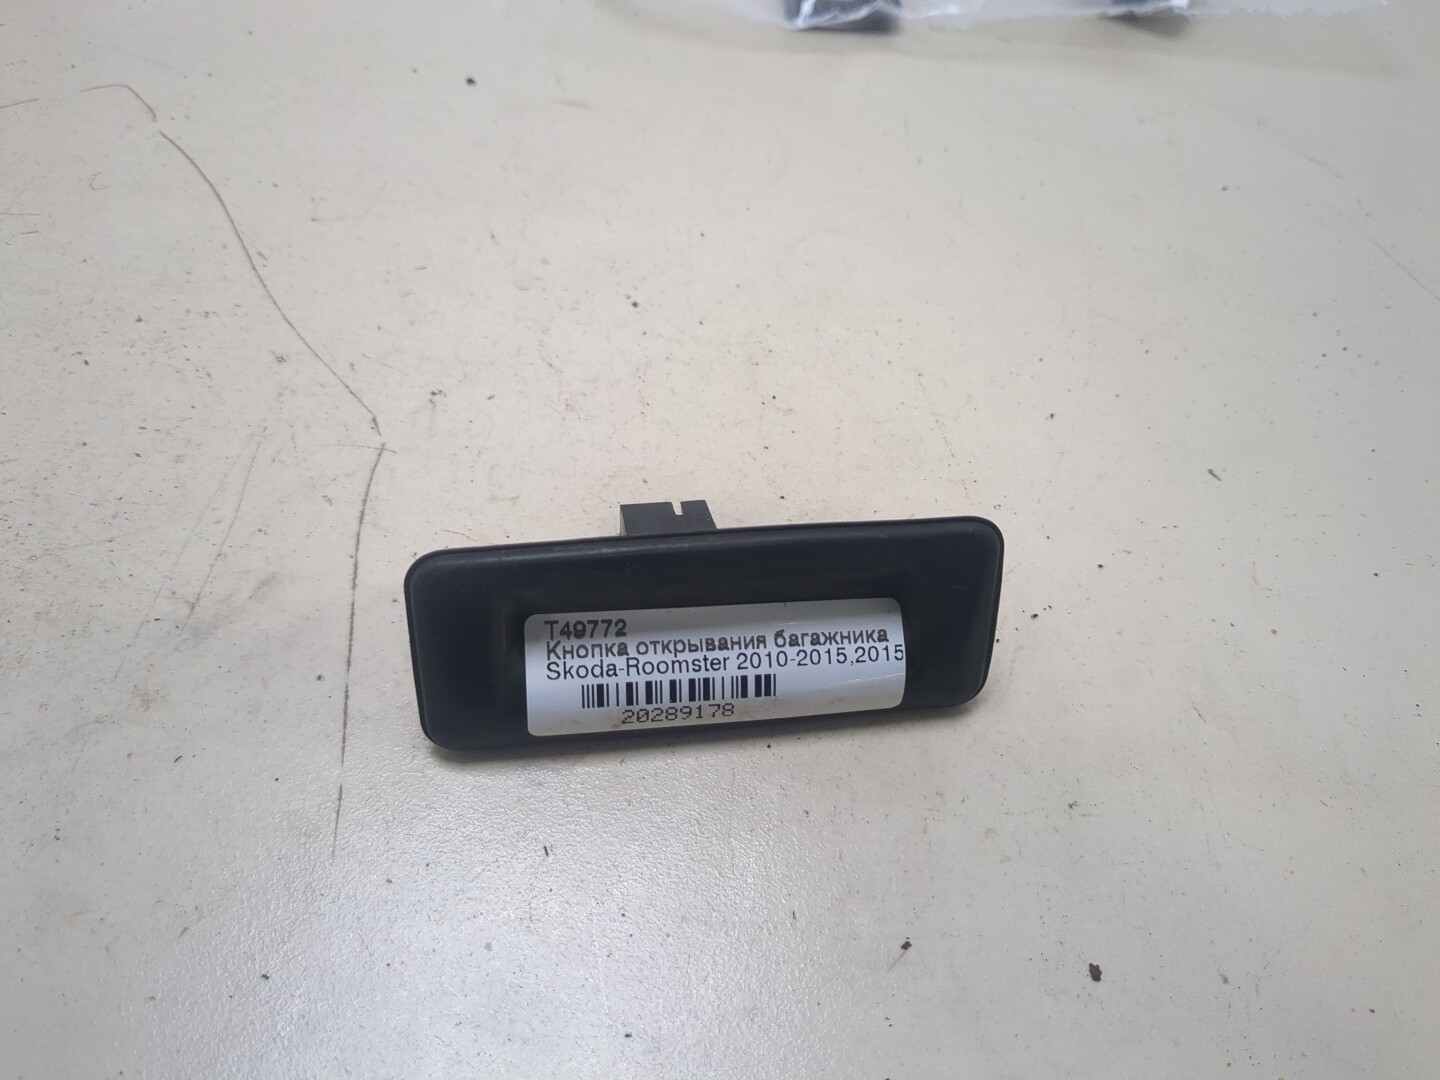 T49772
Кнопка открывания багажника
Skoda-Roomster 2010-2015,2015
20289178